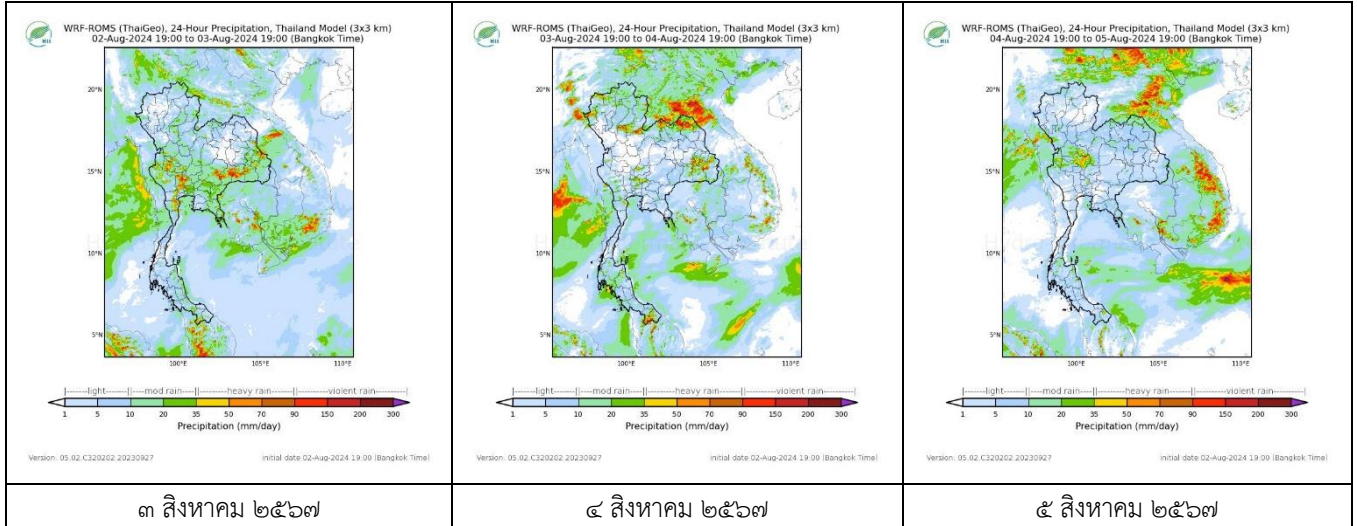 WRF-ROMS (ThaiGeo), 24-Hour Precipitation, Thailand Model (3x3 km)
02-Aug-2024 19:00 to 03-Aug-2024 19:00 (Bangkok Time)
20°N
15°N
10°N
5°N
100°E 105°E 110°E
|-------light--------||---mod rain---||-------heavy rain-------||-------violent rain-------|
1 5 10 20 35 50 70 90 150 200 300
Precipitation (mm/day)
Version: 05.02.C320202.20230927 initial date 02-Aug-2024 19:00 (Bangkok Time)
๓ สิงหาคม ๒๕๖๗
WRF-ROMS (ThaiGeo), 24-Hour Precipitation, Thailand Model (3x3 km)
03-Aug-2024 19:00 to 04-Aug-2024 19:00 (Bangkok Time)
20°N
15°N
10°N
5°N
100°E 105°E 110°E
|-------light--------||---mod rain---||-------heavy rain-------||-------violent rain-------|
1 5 10 20 35 50 70 90 150 200 300
Precipitation (mm/day)
Version: 05.02.C320202.20230927 initial date 02-Aug-2024 19:00 (Bangkok Time)
๔ สิงหาคม ๒๕๖๗
WRF-ROMS (ThaiGeo), 24-Hour Precipitation, Thailand Model (3x3 km)
04-Aug-2024 19:00 to 05-Aug-2024 19:00 (Bangkok Time)
20°N
15°N
10°N
5°N
100°E 105°E 110°E
|-------light--------||---mod rain---||-------heavy rain-------||-------violent rain-------|
1 5 10 20 35 50 70 90 150 200 300
Precipitation (mm/day)
Version: 05.02.C320202.20230927 initial date 02-Aug-2024 19:00 (Bangkok Time)
๕ สิงหาคม ๒๕๖๗